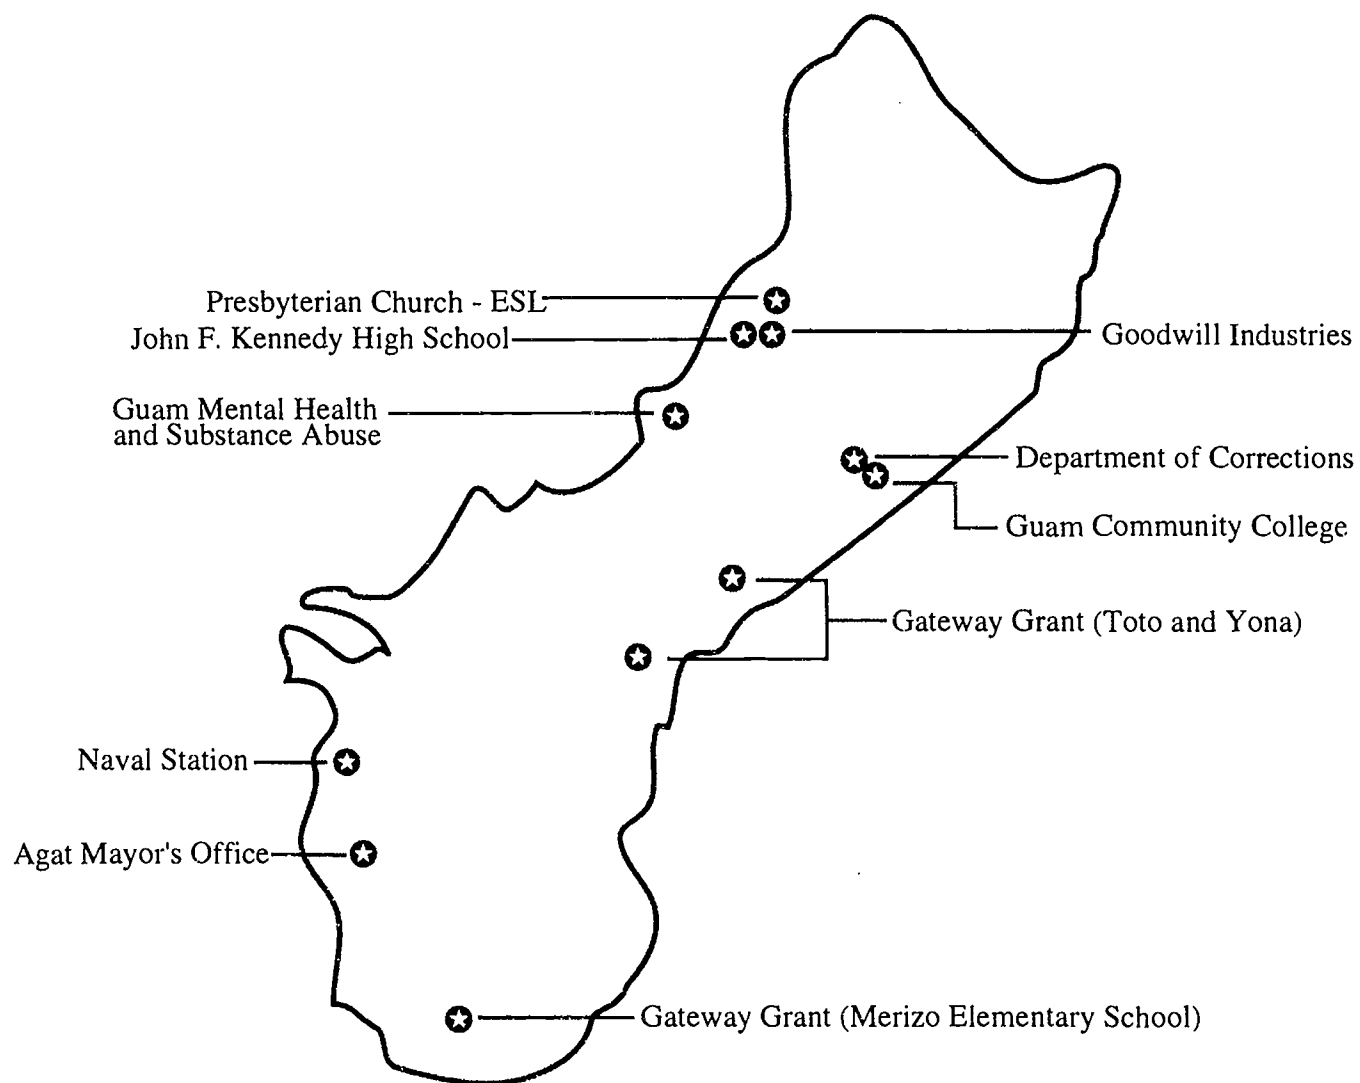 Presbyterian Church - ESL
John F. Kennedy High School
Goodwill Industries
Guam Mental Health
and Substance Abuse
Department of Corrections
Guam Community College
Gateway Grant (Toto and Yona)
Naval Station
Agat Mayor's Office
Gateway Grant (Merizo Elementary School)